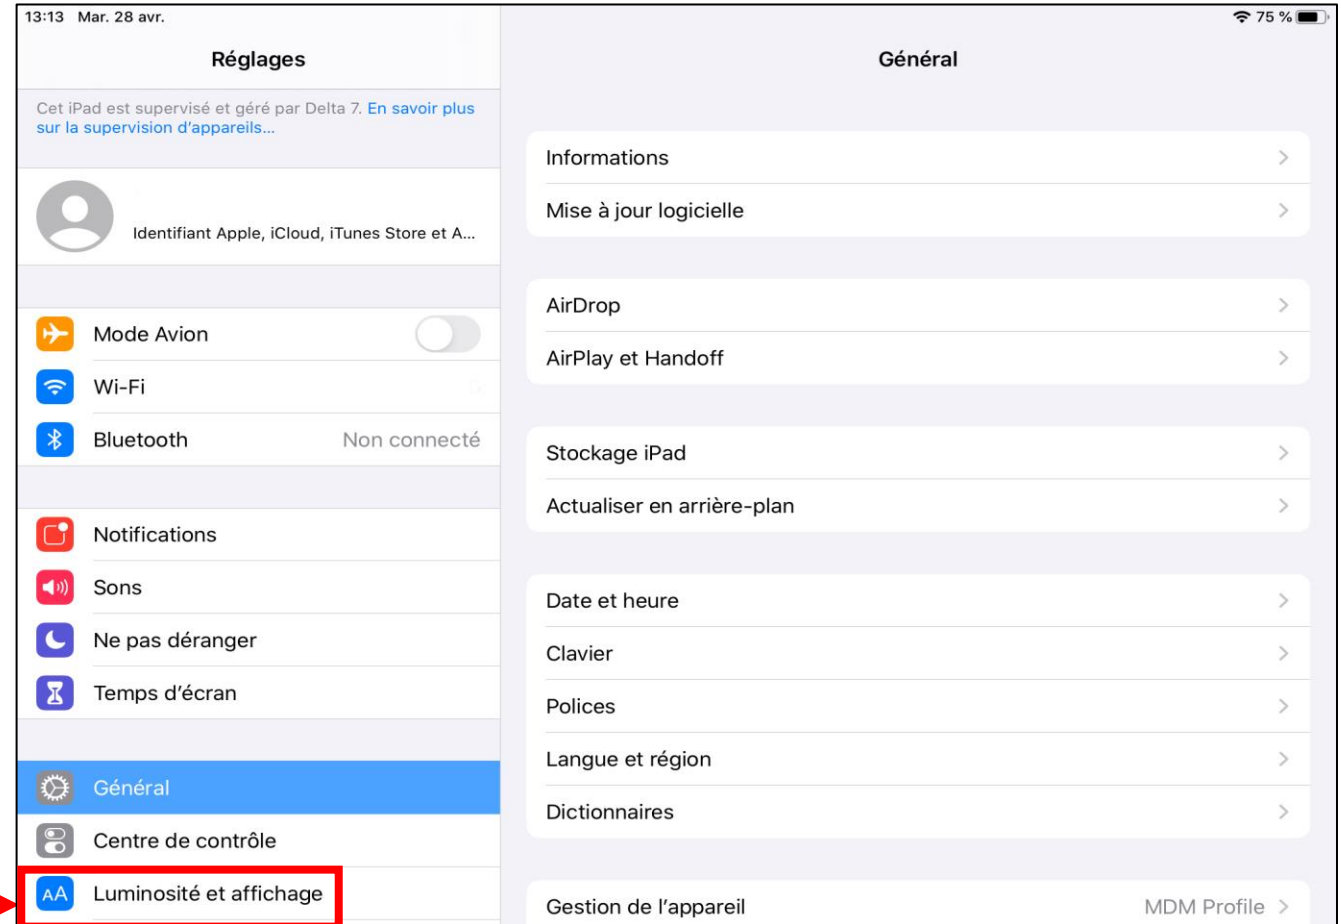 13:13 Mar. 28 avr.
75 %
Réglages
Cet iPad est supervisé et géré par Delta 7. En savoir plus
sur la supervision d'appareils...
Identifiant Apple, iCloud, iTunes Store et A...
Mode Avion
Wi-Fi
Bluetooth Non connecté
Notifications
Sons
Ne pas déranger
Temps d'écran
Général
Centre de contrôle
AA Luminosité et affichage
Général
Informations
Mise à jour logicielle
AirDrop
AirPlay et Handoff
Stockage iPad
Actualiser en arrière-plan
Date et heure
Clavier
Polices
Langue et région
Dictionnaires
Gestion de l'appareil MDM Profile